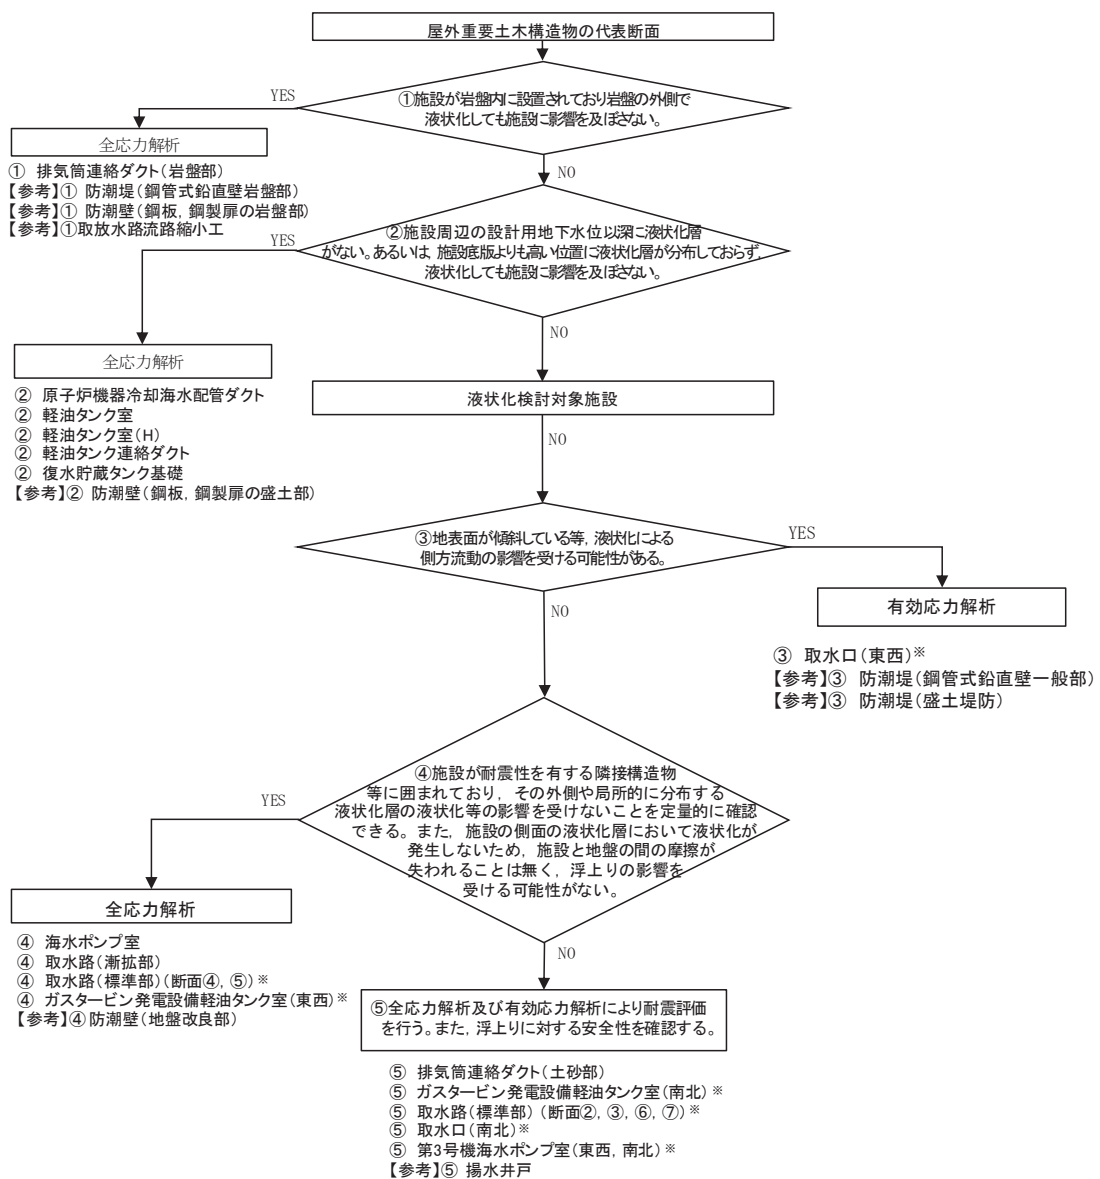 屋外重要土木構造物の代表断面
①施設が岩盤内に設置されており岩盤の外側で
液状化しても施設に影響を及ぼさない。
YES
全応力解析
① 排気筒連絡ダクト(岩盤部)
【参考】① 防潮堤(鋼管式鉛直壁岩盤部)
【参考】① 防潮壁(鋼板, 鋼製扉の岩盤部)
【参考】①取放水路流路縮小工
NO
②施設周辺の設計用地下水位以深に液状化層
がない。あるいは, 施設底版よりも高い位置に液状化層が分布しておらず,
液状化しても施設に影響を及ぼさない。
YES
全応力解析
② 原子炉機器冷却海水配管ダクト
② 軽油タンク室
② 軽油タンク室(H)
② 軽油タンク連絡ダクト
② 復水貯蔵タンク基礎
【参考】② 防潮壁(鋼板, 鋼製扉の盛土部)
NO
液状化検討対象施設
NO
③地表面が傾斜している等, 液状化による
側方流動の影響を受ける可能性がある。
YES
有効応力解析
③ 取水口(東西)※
【参考】③ 防潮堤(鋼管式鉛直壁一般部)
【参考】③ 防潮堤(盛土堤防)
NO
④施設が耐震性を有する隣接構造物
等に囲まれており, その外側や局所的に分布する
液状化層の液状化等の影響を受けないことを定量的に確認
できる。また, 施設の側面の液状化層において液状化が
発生しないため, 施設と地盤の間の摩擦が
失われることは無く, 浮上りの影響を
受ける可能性がない。
YES
全応力解析
④ 海水ポンプ室
④ 取水路(漸拡部)
④ 取水路(標準部)(断面④, ⑤)※
④ ガスタービン発電設備軽油タンク室(東西)※
【参考】④ 防潮壁(地盤改良部)
NO
⑤全応力解析及び有効応力解析により耐震評価
を行う。また, 浮上りに対する安全性を確認する。
⑤ 排気筒連絡ダクト(土砂部)
⑤ ガスタービン発電設備軽油タンク室(南北)※
⑤ 取水路(標準部) (断面②, ③, ⑥, ⑦)※
⑤ 取水口(南北)※
⑤ 第3号機海水ポンプ室(東西, 南北)※
【参考】⑤ 揚水井戸